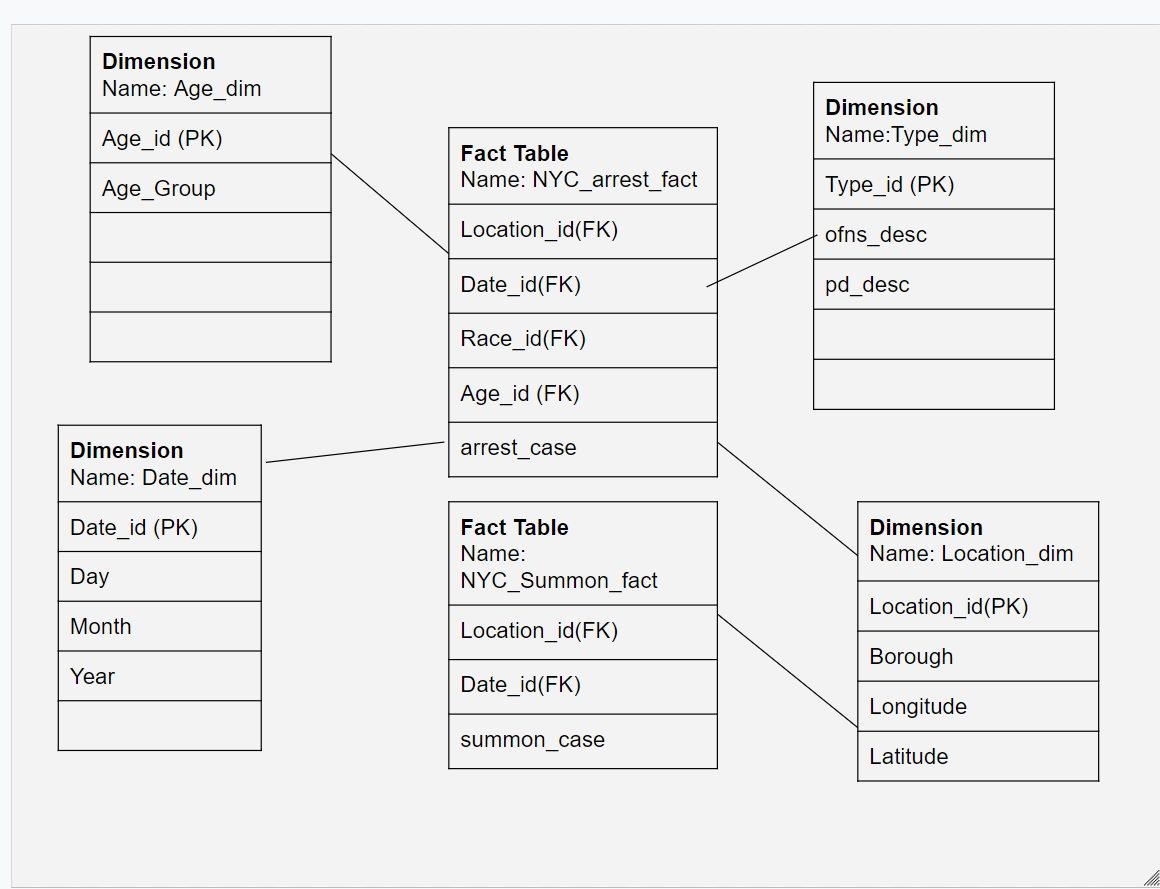 Dimension
Name: Age_dim
Age_id (PK)
Age_Group
Fact Table
Name: NYC_arrest_fact
Location_id(FK)
Date_id(FK)
Race_id(FK)
Age_id (FK)
arrest_case
Dimension
Name:Type_dim
Type_id (PK)
ofns_desc
pd_desc
Dimension
Name: Date_dim
Date_id (PK)
Day
Month
Year
Fact Table
Name:
NYC_Summon_fact
Location_id(FK)
Date_id(FK)
summon_case
Dimension
Name: Location_dim
Location_id(PK)
Borough
Longitude
Latitude